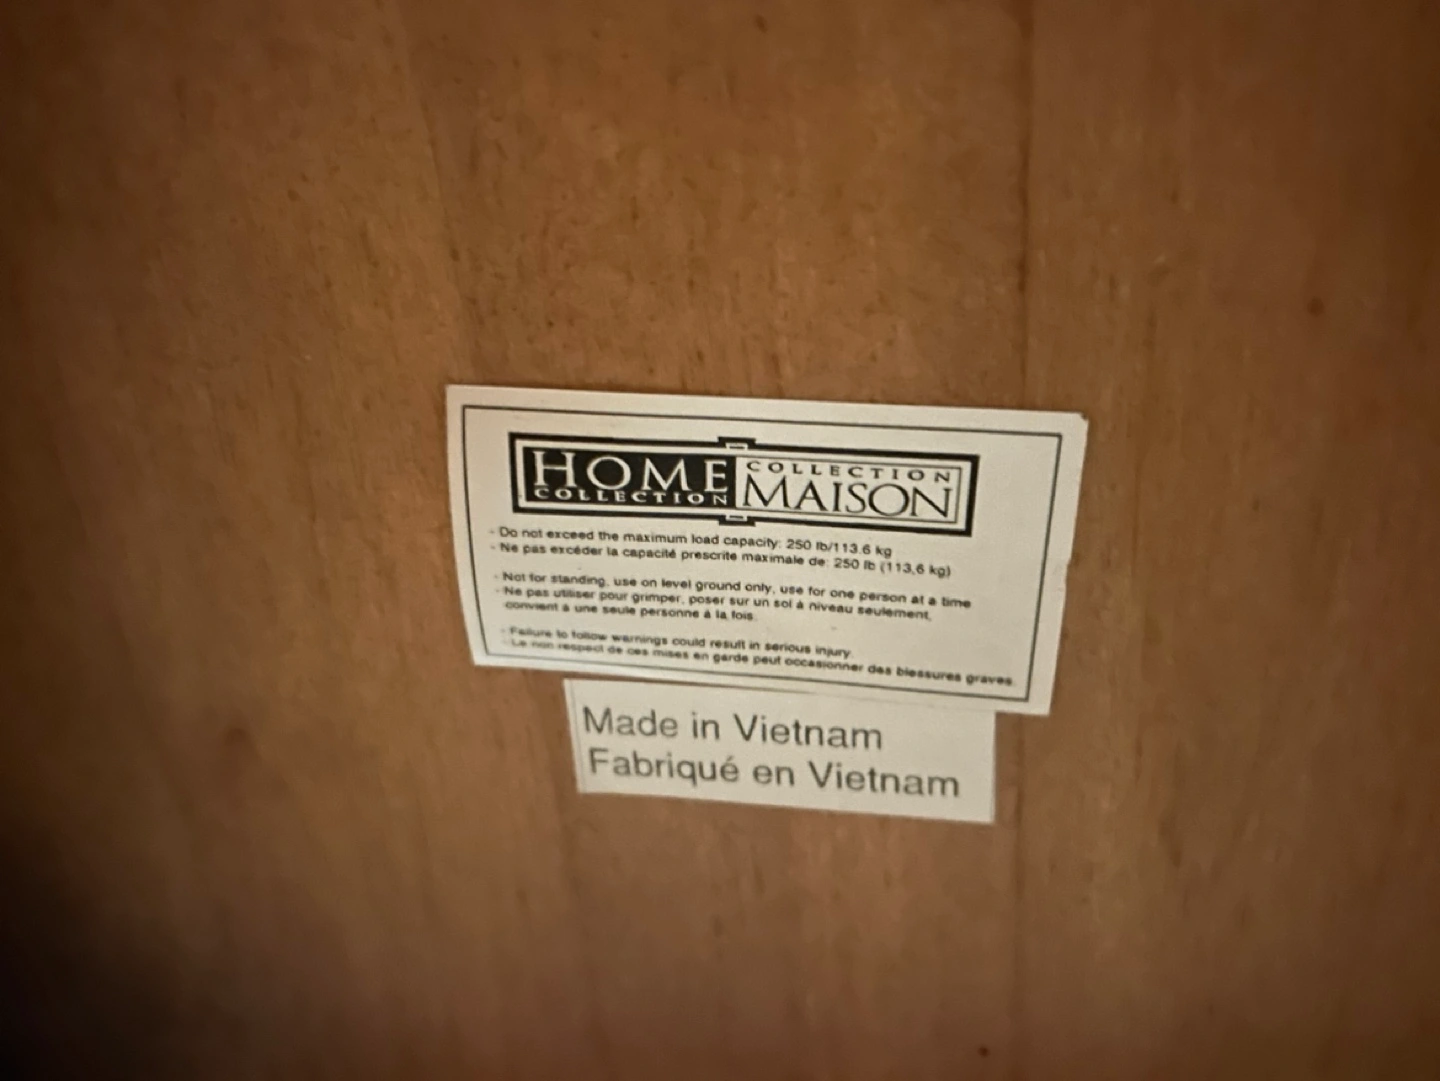 HOME
COLLECTION
COLLECTION
MAISON
- Do not exceed the maximum load capacity: 250 lb/113.6 kg
- Ne pas excéder la capacité prescrite maximale de: 250 lb (113,6 kg)
- Not for standing, use on level ground only, use for one person at a time
- Ne pas utiliser pour grimper, poser sur un sol à niveau seulement,
convient à une seule personne à la fois.
- Failure to follow warnings could result in serious injury.
- Le non respect de ces mises en garde peut occasionner des blessures graves.
Made in Vietnam
Fabriqué en Vietnam